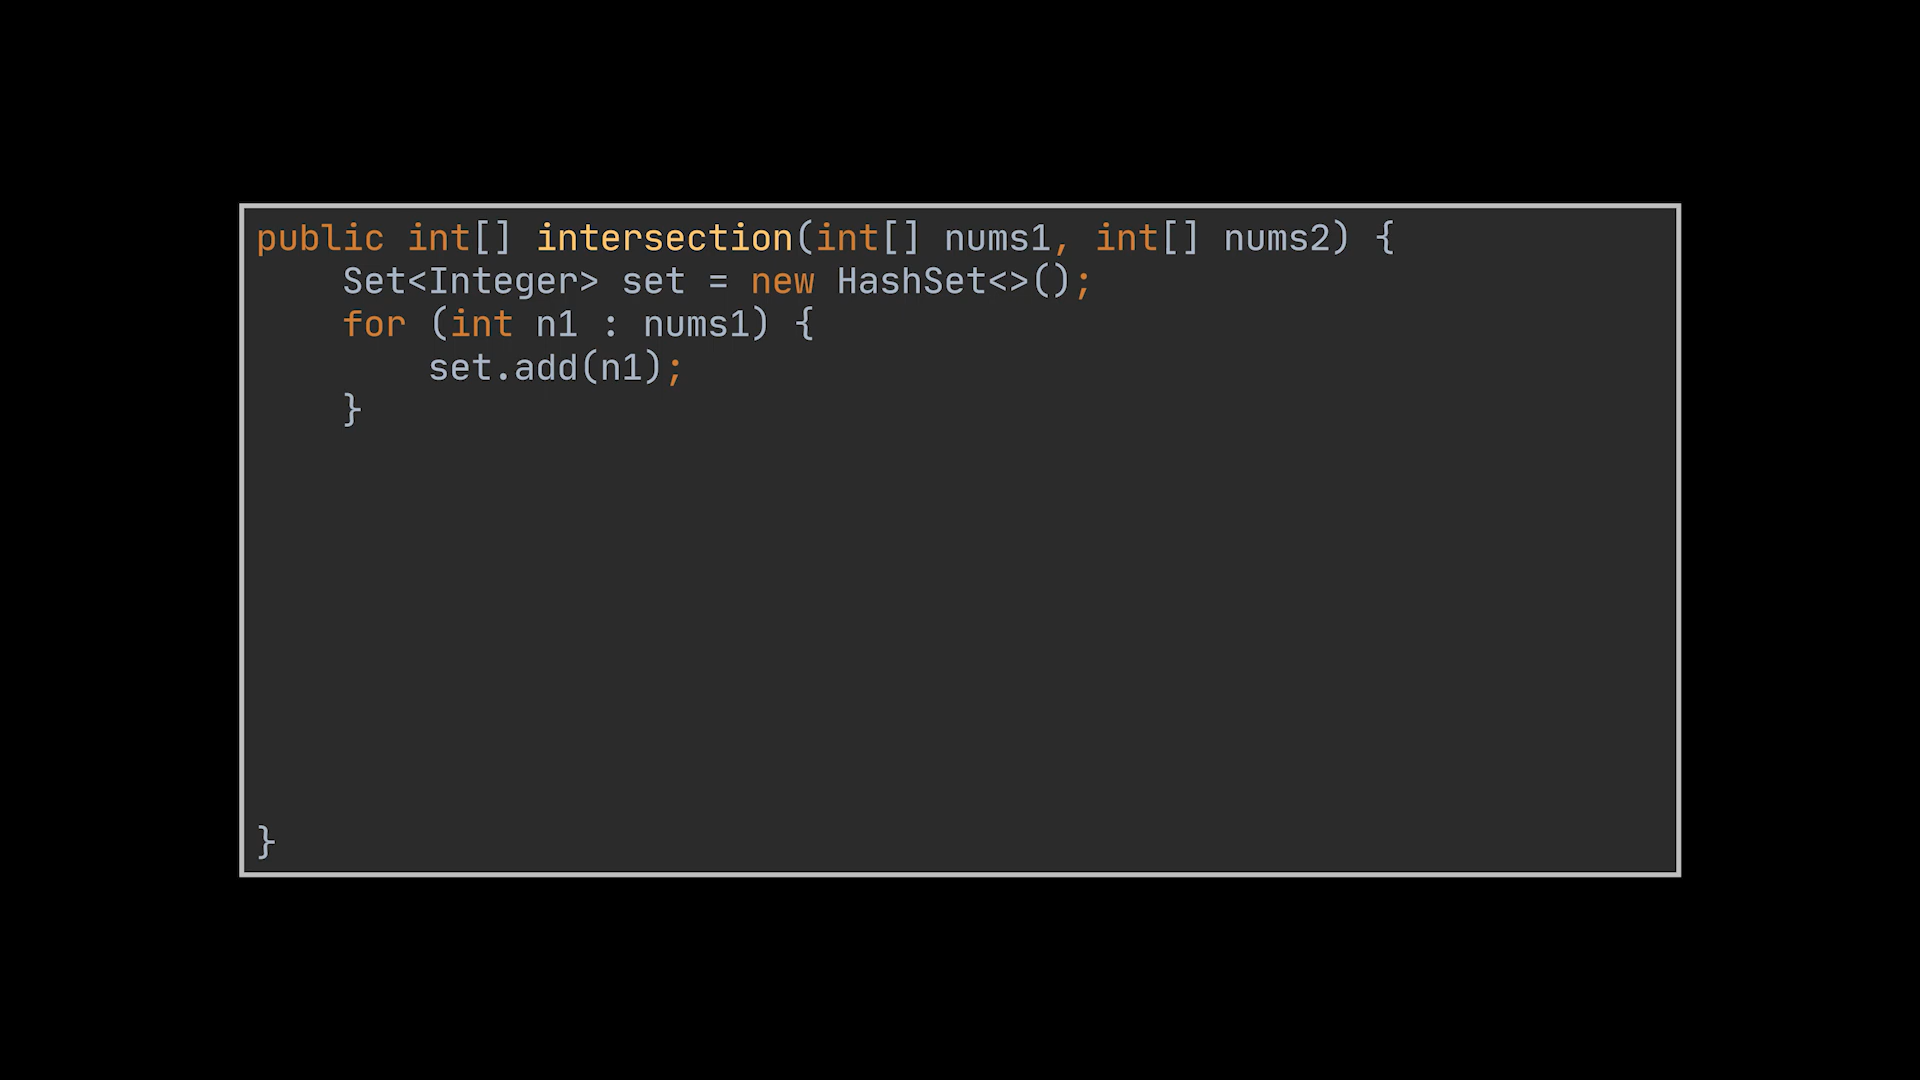 public int[] intersection(int[] nums1, int[] nums2) {
    Set<Integer> set = new HashSet<>();
    for (int n1 : nums1) {
        set.add(n1);
    }
}